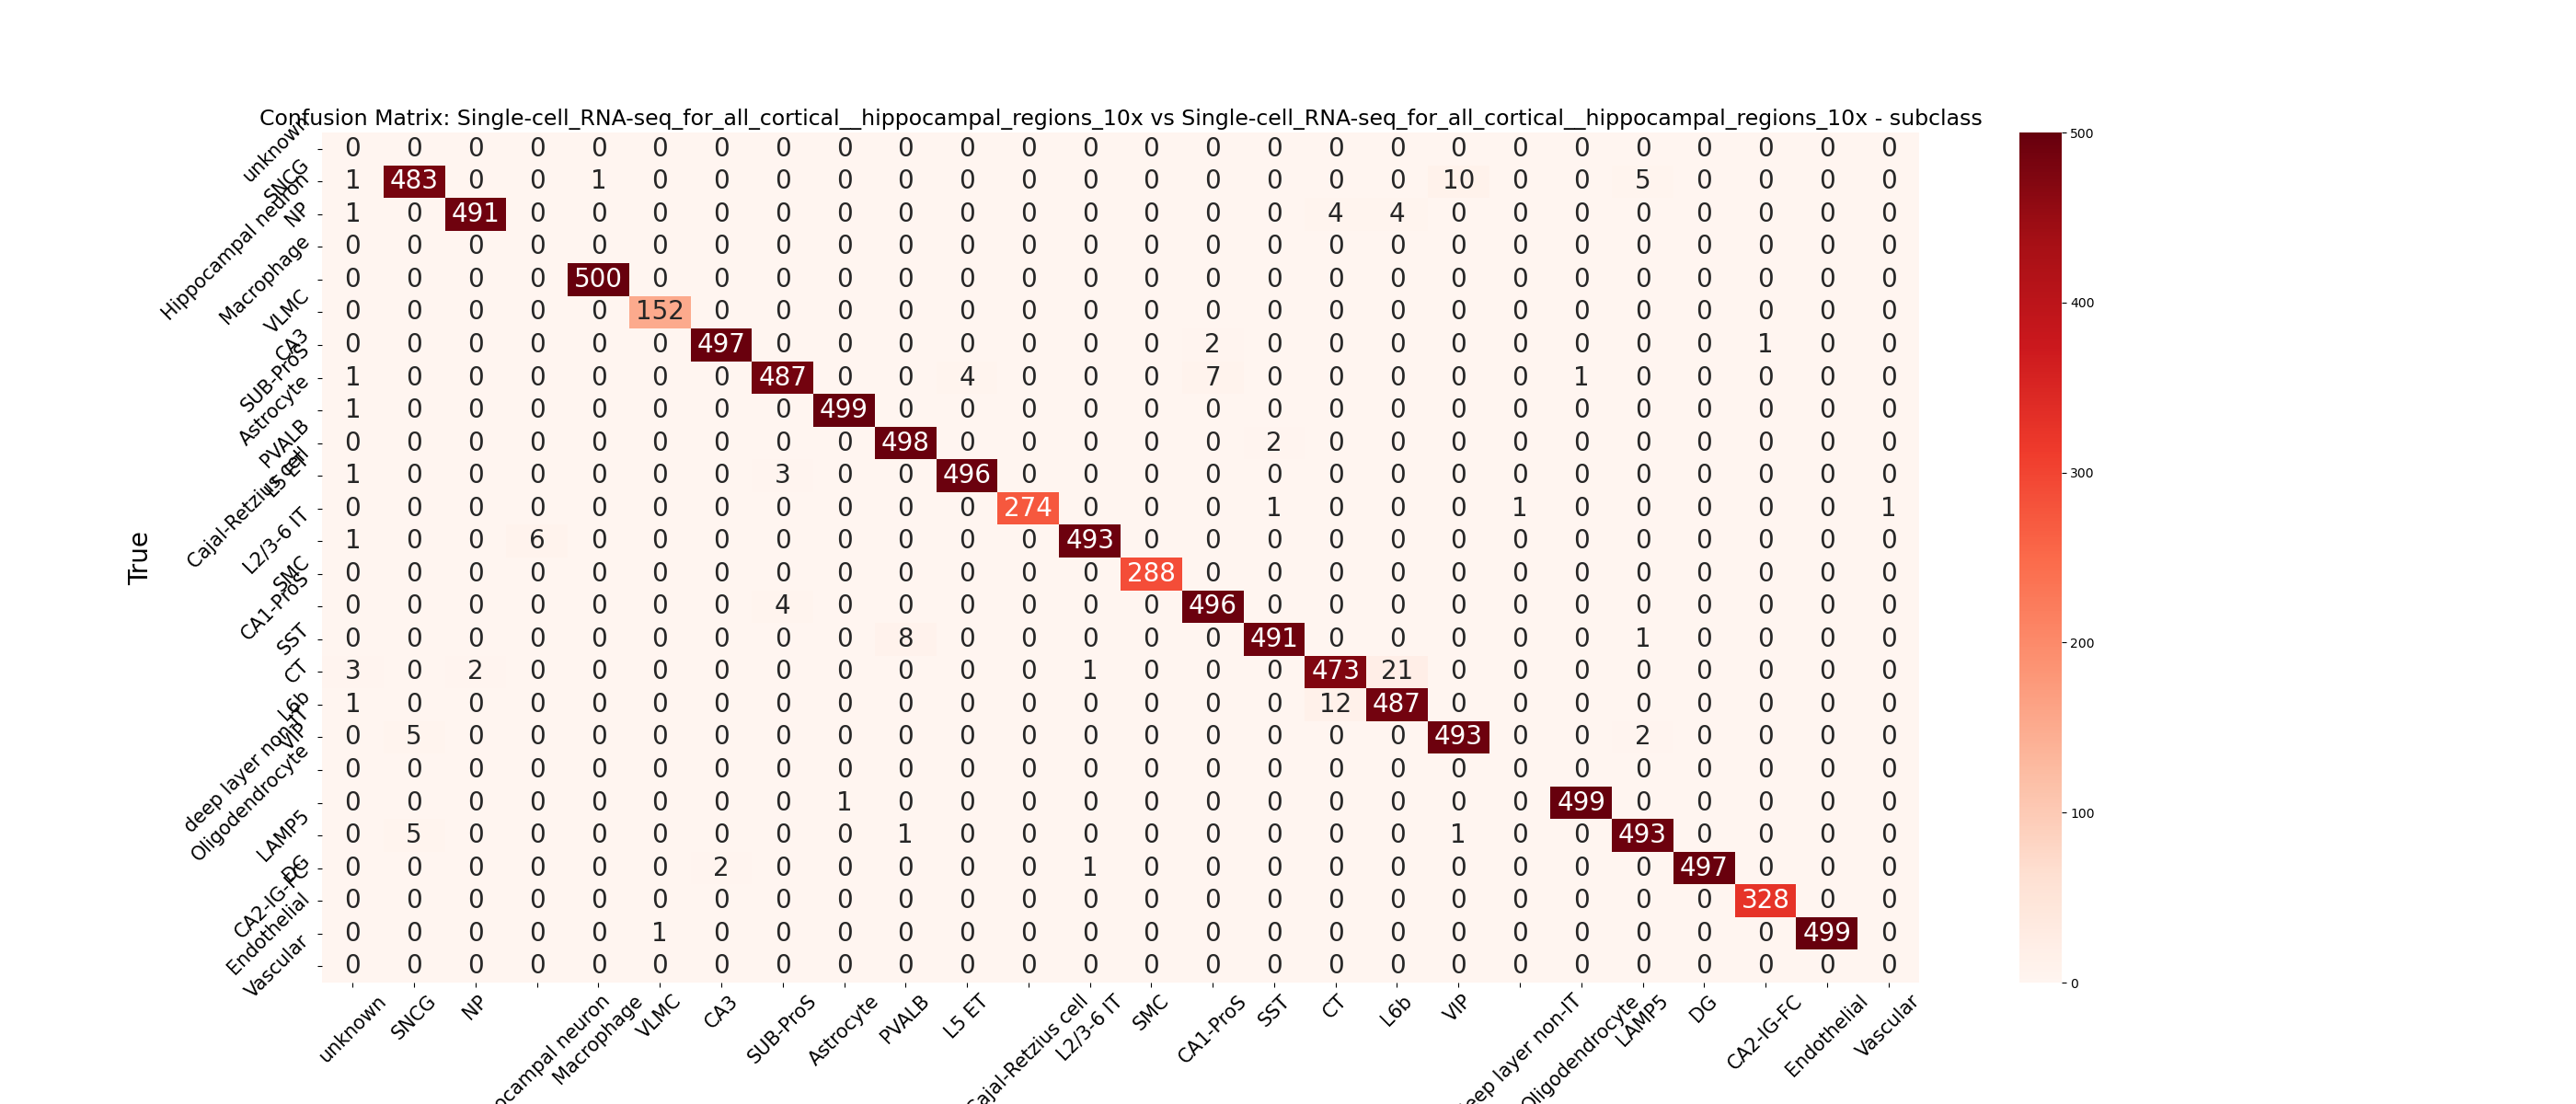 Confusion Matrix: Single-cell_RNA-seq_for_all_cortical__hippocampal_regions_10x vs Single-cell_RNA-seq_for_all_cortical__hippocampal_regions_10x - subclass
True
unknown 0 0 0 0 0 0 0 0 0 0 0 0 0 0 0 0 0 0 0 0 0 0 0 0 0 0
SNCG 1 483 0 0 1 0 0 0 0 0 0 0 0 0 0 0 0 0 10 0 0 5 0 0 0 0
NP 1 0 491 0 0 0 0 0 0 0 0 0 0 0 0 0 4 4 0 0 0 0 0 0 0 0
Hippocampal neuron 0 0 0 0 0 0 0 0 0 0 0 0 0 0 0 0 0 0 0 0 0 0 0 0 0 0
Macrophage 0 0 0 0 500 0 0 0 0 0 0 0 0 0 0 0 0 0 0 0 0 0 0 0 0 0
VLMC 0 0 0 0 0 152 0 0 0 0 0 0 0 0 0 0 0 0 0 0 0 0 0 0 0 0
CA3 0 0 0 0 0 0 497 0 0 0 0 0 0 0 2 0 0 0 0 0 0 0 0 1 0 0
SUB-ProS 1 0 0 0 0 0 0 487 0 0 4 0 0 0 7 0 0 0 0 0 1 0 0 0 0 0
Astrocyte 1 0 0 0 0 0 0 0 499 0 0 0 0 0 0 0 0 0 0 0 0 0 0 0 0 0
PVALB 0 0 0 0 0 0 0 0 0 498 0 0 0 0 0 2 0 0 0 0 0 0 0 0 0 0
L5 ET 1 0 0 0 0 0 0 3 0 0 496 0 0 0 0 0 0 0 0 0 0 0 0 0 0 0
Cajal-Retzius cell 0 0 0 0 0 0 0 0 0 0 0 274 0 0 0 1 0 0 0 1 0 0 0 0 0 1
L2/3-6 IT 1 0 0 6 0 0 0 0 0 0 0 0 493 0 0 0 0 0 0 0 0 0 0 0 0 0
SMC 0 0 0 0 0 0 0 0 0 0 0 0 0 288 0 0 0 0 0 0 0 0 0 0 0 0
CA1-ProS 0 0 0 0 0 0 0 4 0 0 0 0 0 0 496 0 0 0 0 0 0 0 0 0 0 0
SST 0 0 0 0 0 0 0 0 0 8 0 0 0 0 0 491 0 0 0 0 0 1 0 0 0 0
CT 3 0 2 0 0 0 0 0 0 0 0 0 1 0 0 0 473 21 0 0 0 0 0 0 0 0
L6b 1 0 0 0 0 0 0 0 0 0 0 0 0 0 0 0 12 487 0 0 0 0 0 0 0 0
VIP 0 5 0 0 0 0 0 0 0 0 0 0 0 0 0 0 0 0 493 0 0 2 0 0 0 0
deep layer non-IT 0 0 0 0 0 0 0 0 0 0 0 0 0 0 0 0 0 0 0 0 0 0 0 0 0 0
Oligodendrocyte 0 0 0 0 0 0 0 0 1 0 0 0 0 0 0 0 0 0 0 0 499 0 0 0 0 0
LAMP5 0 5 0 0 0 0 0 0 0 1 0 0 0 0 0 0 0 0 1 0 0 493 0 0 0 0
DG 0 0 0 0 0 0 2 0 0 0 0 0 1 0 0 0 0 0 0 0 0 0 497 0 0 0
CA2-IG-FC 0 0 0 0 0 0 0 0 0 0 0 0 0 0 0 0 0 0 0 0 0 0 0 328 0 0
Endothelial 0 0 0 0 0 1 0 0 0 0 0 0 0 0 0 0 0 0 0 0 0 0 0 0 499 0
Vascular 0 0 0 0 0 0 0 0 0 0 0 0 0 0 0 0 0 0 0 0 0 0 0 0 0 0
unknown SNCG NP ocampal neuron Macrophage VLMC CA3 SUB-ProS Astrocyte PVALB L5 ET Cajal-Retzius cell L2/3-6 IT SMC CA1-ProS SST CT L6b VIP eep layer non-IT Oligodendrocyte LAMP5 DG CA2-IG-FC Endothelial Vascular
500
400
300
200
100
0